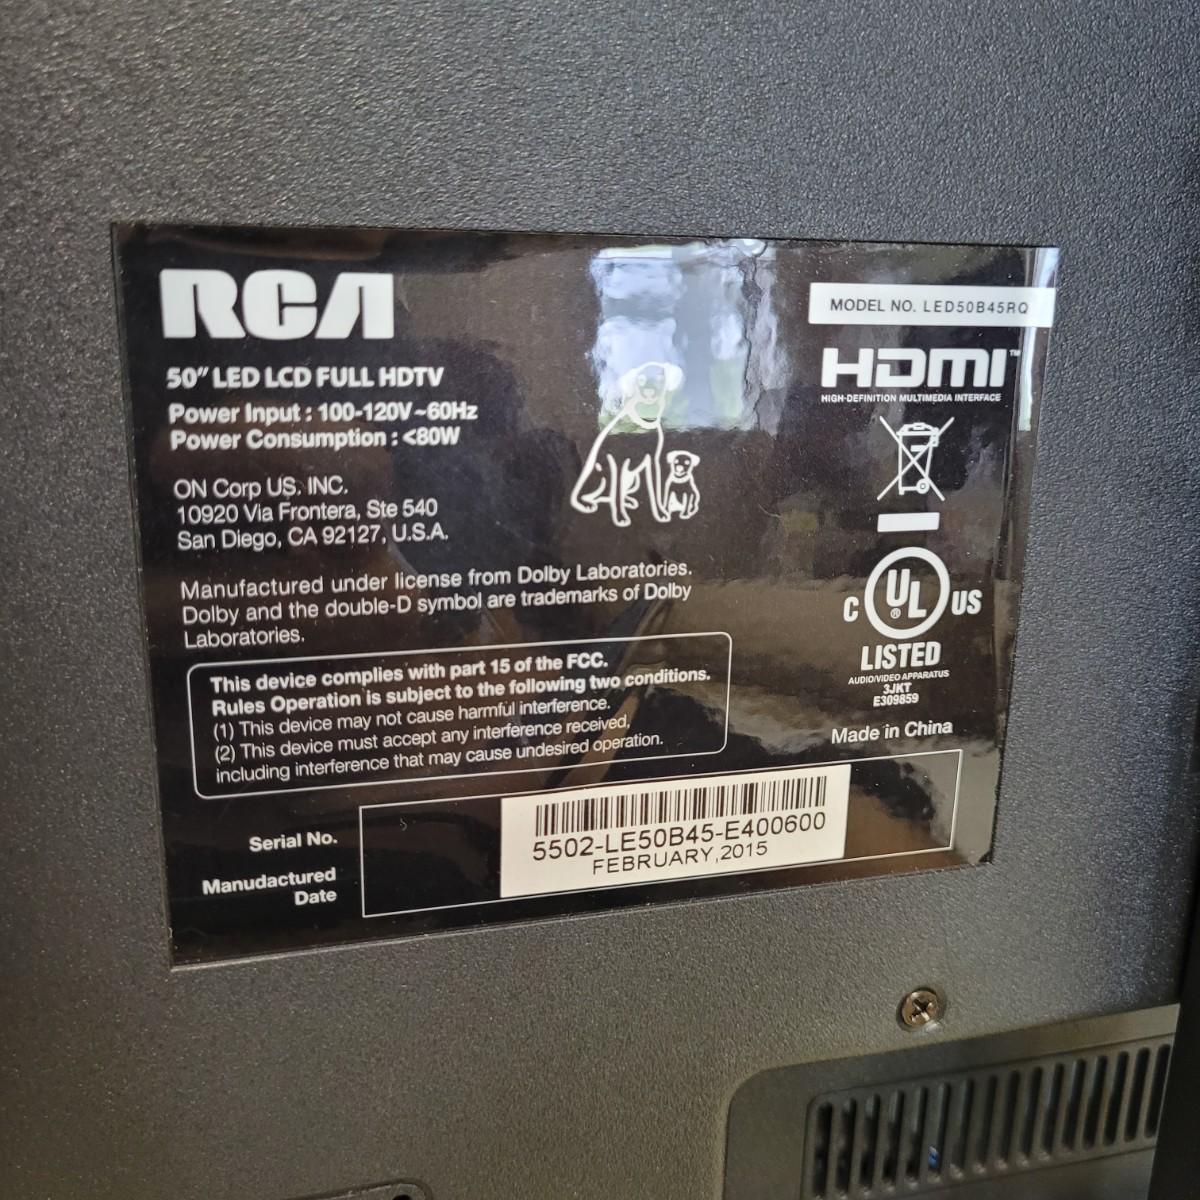 RCA
50" LED LCD FULL HDTV
Power Input : 100-120V~60Hz
Power Consumption : <80W
ON Corp US. INC.
10920 Via Frontera, Ste 540
San Diego, CA 92127, U.S.A.
Manufactured under license from Dolby Laboratories.
Dolby and the double-D symbol are trademarks of Dolby
Laboratories.
This device complies with part 15 of the FCC.
Rules Operation is subject to the following two conditions.
(1) This device may not cause harmful interference.
(2) This device must accept any interference received,
including interference that may cause undesired operation.
MODEL NO. LED50B45RQ
HDMI™
HIGH-DEFINITION MULTIMEDIA INTERFACE
C UL® US
LISTED
AUDIO/VIDEO APPARATUS
3JKT
E309859
Made in China
Serial No.
Manudactured
Date
5502-LE50B45-E400600
FEBRUARY,2015